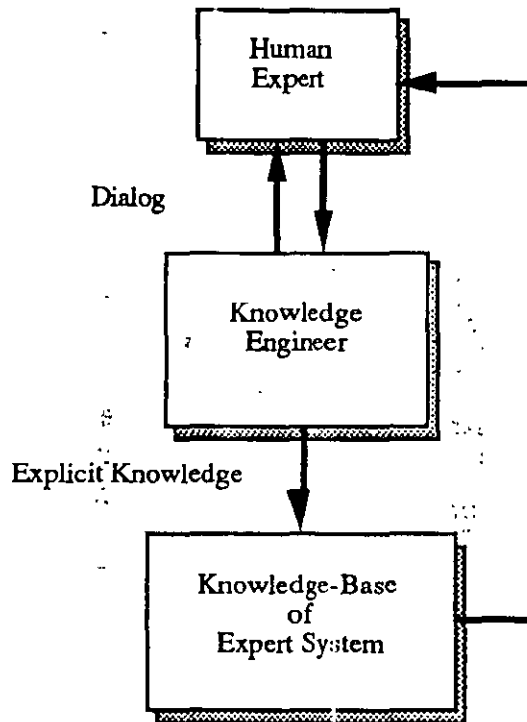 Human
Expert
Dialog
Knowledge
Engineer
Explicit Knowledge
Knowledge-Base
of
Expert System